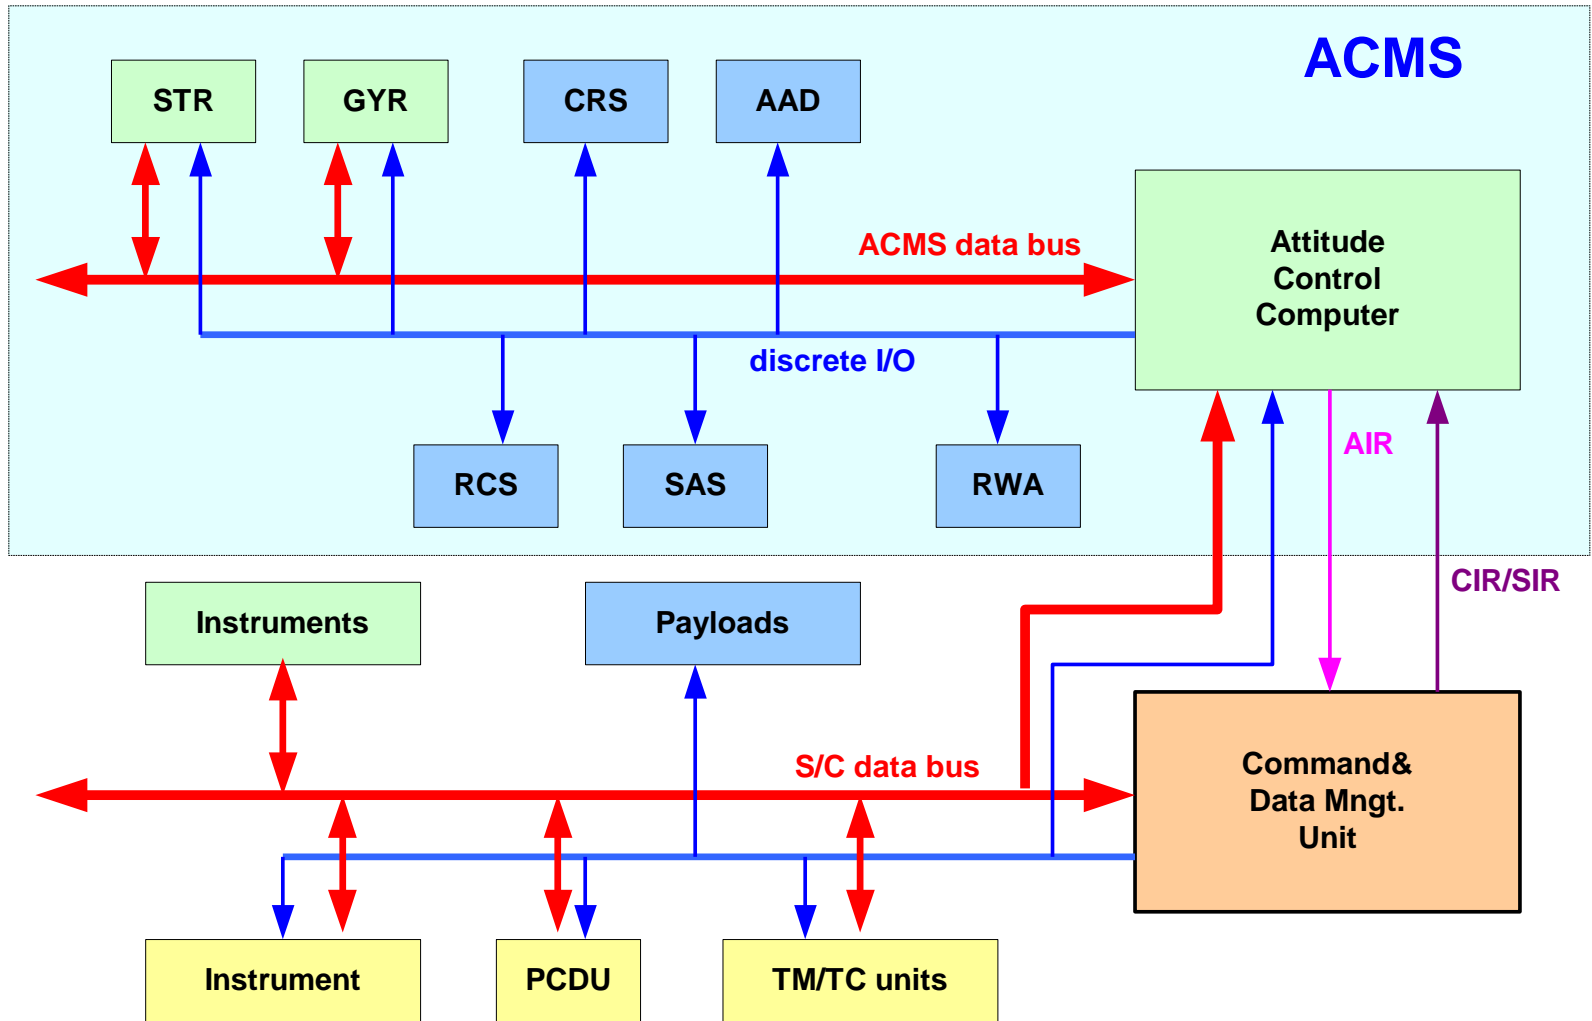 ACMS
STR
GYR
CRS
AAD
ACMS data bus
Attitude
Control
Computer
discrete I/O
RCS
SAS
RWA
AIR
CIR/SIR
Instruments
Payloads
S/C data bus
Command&
Data Mngt.
Unit
Instrument
PCDU
TM/TC units